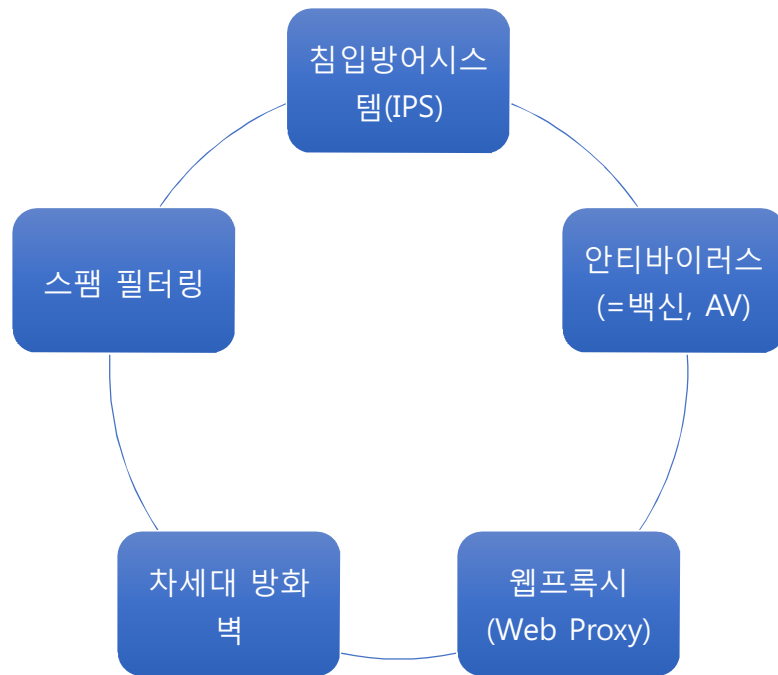 침입방어시스
템(IPS)
안티바이러스
(=백신, AV)
웹프록시
(Web Proxy)
차세대 방화
벽
스팸 필터링